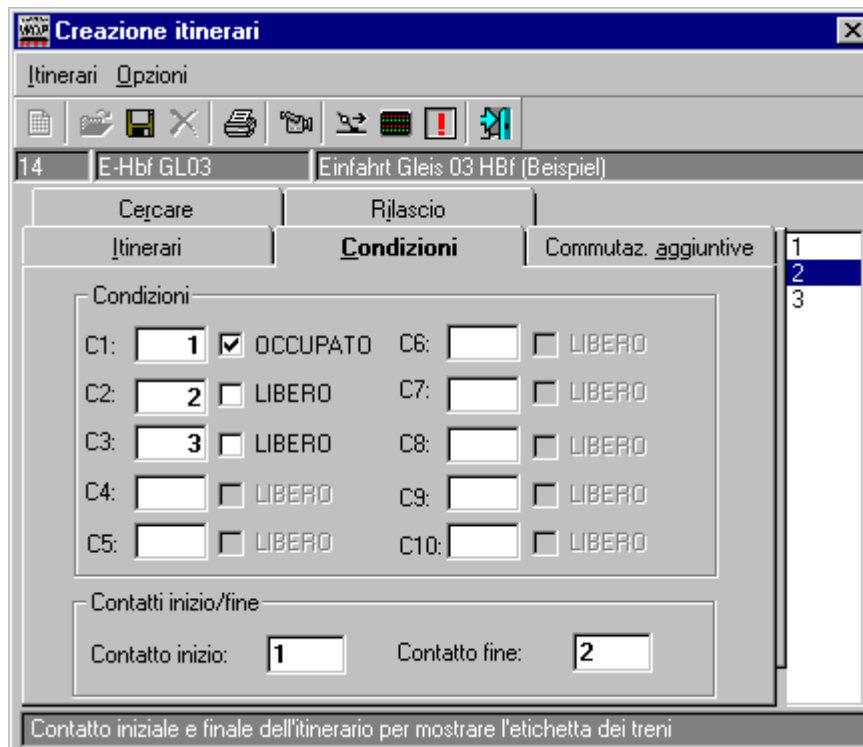 Creazione itinerari
Itinerari Opzioni
14 E-Hbf GL03 Einfahrt Gleis 03 HBf (Beispiel)
Cercare Rilascio
Itinerari Condizioni Commutaz. aggiuntive
1
2
3
Condizioni
C1: 1 OCCUPATO C6: LIBERO
C2: 2 LIBERO C7: LIBERO
C3: 3 LIBERO C8: LIBERO
C4: LIBERO C9: LIBERO
C5: LIBERO C10: LIBERO
Contatti inizio/fine
Contatto inizio: 1 Contatto fine: 2
Contatto iniziale e finale dell'itinerario per mostrare l'etichetta dei treni